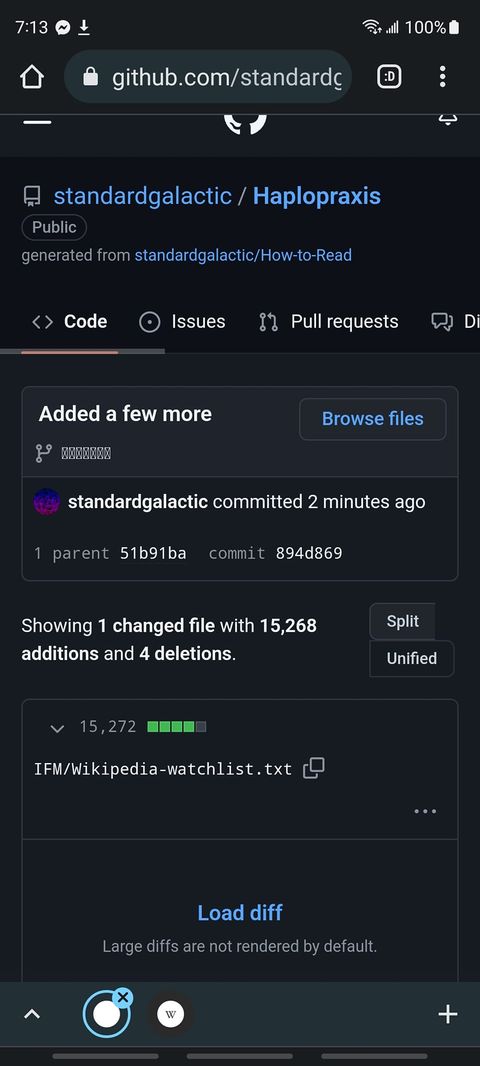 7:13
100%
github.com/standardg
:D
standardgalactic / Haplopraxis
Public
generated from standardgalactic/How-to-Read
Code Issues Pull requests Di
Added a few more
Browse files
standardgalactic committed 2 minutes ago
1 parent 51b91ba commit 894d869
Showing 1 changed file with 15,268
additions and 4 deletions.
Split
Unified
15,272
IFM/Wikipedia-watchlist.txt
Load diff
Large diffs are not rendered by default.
W